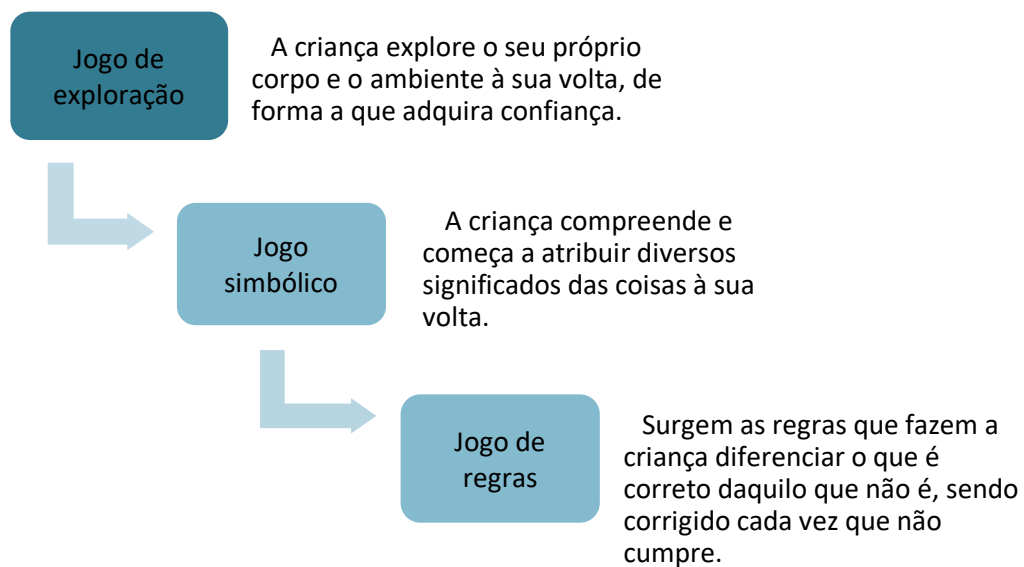 Jogo de
exploração
A criança explore o seu próprio
corpo e o ambiente à sua volta, de
forma a que adquira confiança.
Jogo
simbólico
A criança compreende e
começa a atribuir diversos
significados das coisas à sua
volta.
Jogo de
regras
Surgem as regras que fazem a
criança diferenciar o que é
correto daquilo que não é, sendo
corrigido cada vez que não
cumpre.